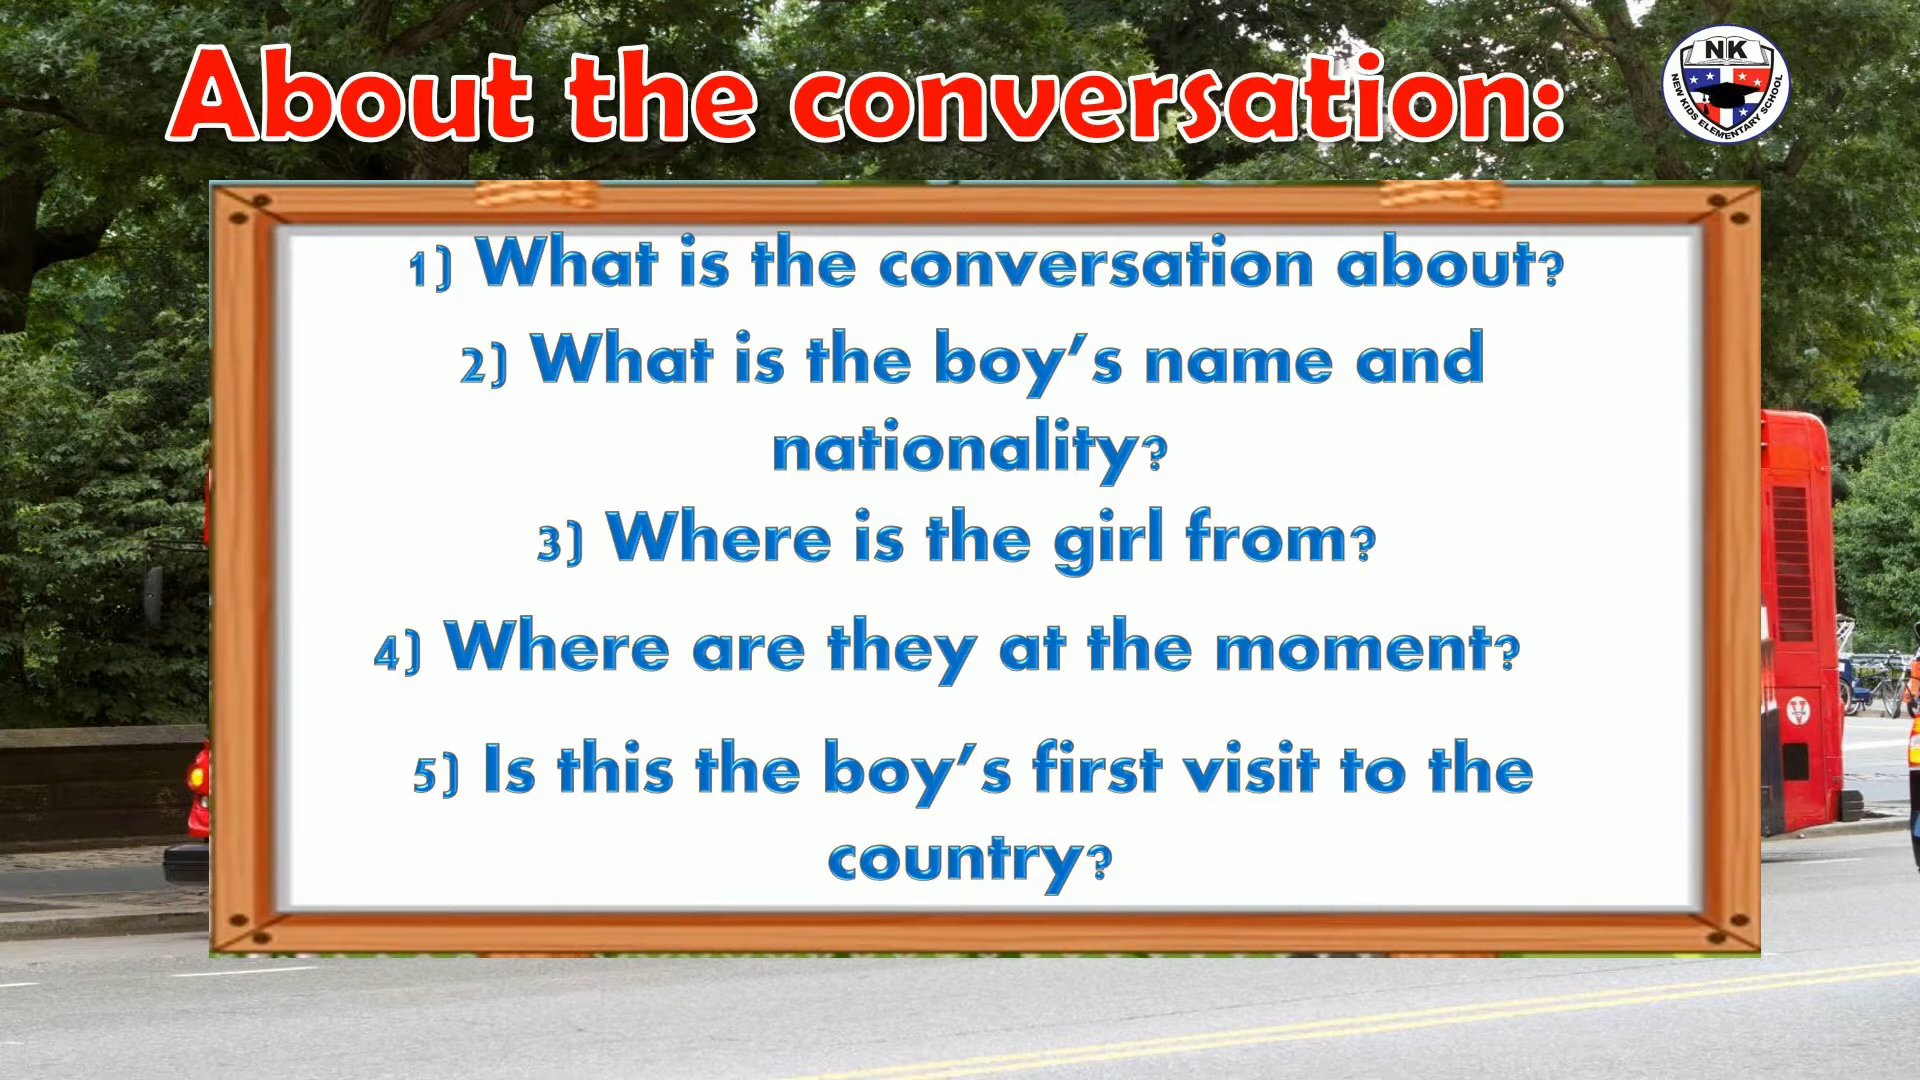 About the conversation:
NK
NEW KIDS ELEMENTARY SCHOOL
1) What is the conversation about?
2) What is the boy’s name and
nationality?
3) Where is the girl from?
4) Where are they at the moment?
5) Is this the boy’s first visit to the
country?